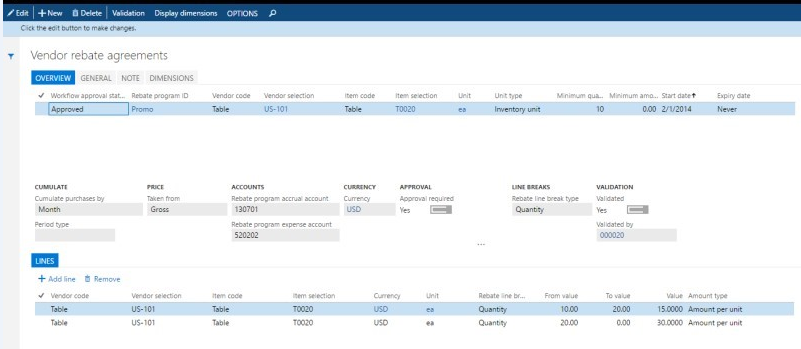 Edit + New Delete Validation Display dimensions OPTIONS
Click the edit button to make changes.
Vendor rebate agreements
OVERVIEW GENERAL NOTE DIMENSIONS
Workflow approval stat... Rebate program ID Vendor code Vendor selection Item code Item selection Unit Unit type Minimum qua... Minimum amo... Start date Expiry date
Approved Promo Table US-101 Table T0020 ea Inventory unit 10 0.00 2/1/2014 Never
CUMULATE PRICE ACCOUNTS CURRENCY APPROVAL LINE BREAKS VALIDATION
Cumulate purchases by Taken from Rebate program accrual account Currency Approval required Rebate line break type Validated
Month Gross 130701 USD Yes Quantity Yes
Period type Rebate program expense account Validated by
520202 000020
...
LINES
+ Add line Remove
Vendor code Vendor selection Item code Item selection Currency Unit Rebate line br... From value To value Value Amount type
Table US-101 Table T0020 USD ea Quantity 10.00 20.00 15.0000 Amount per unit
Table US-101 Table T0020 USD ea Quantity 20.00 0.00 30.0000 Amount per unit